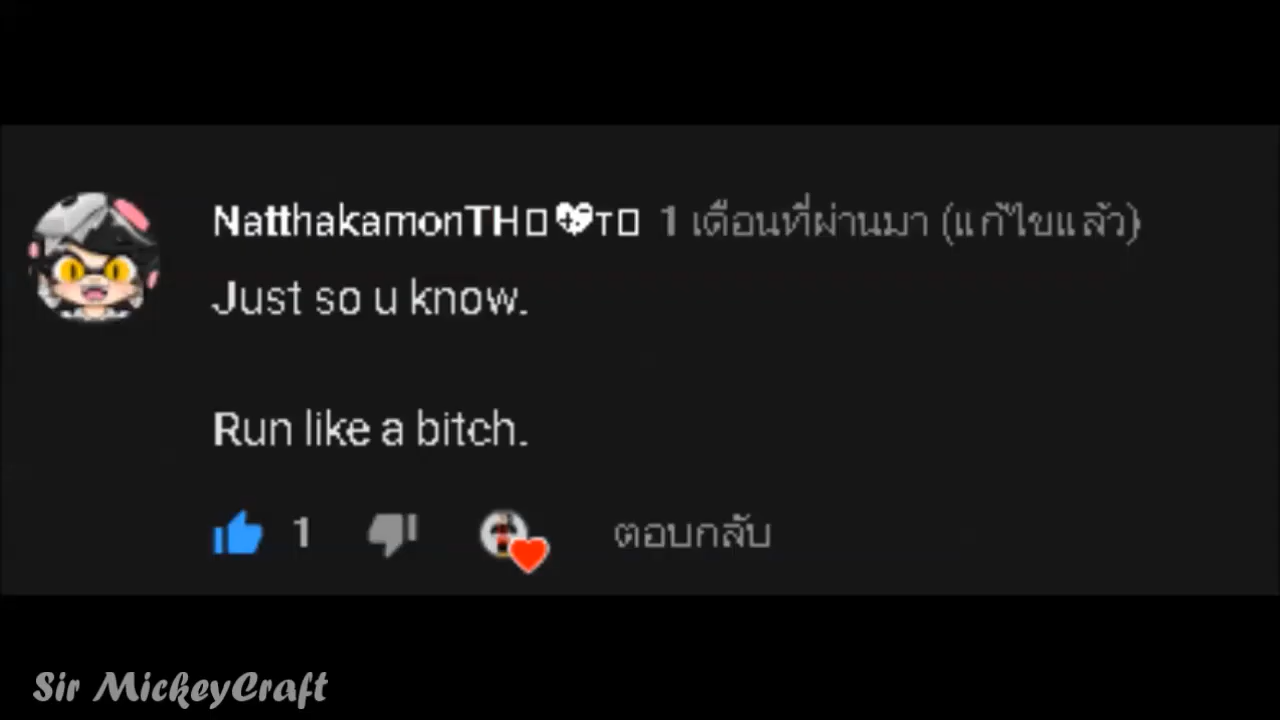 NatthakamonTH▯💖т▯ 1 เดือนที่ผ่านมา (แก้ไขแล้ว)
Just so u know.
Run like a bitch.
1 ตอบกลับ
Sir MickeyCraft